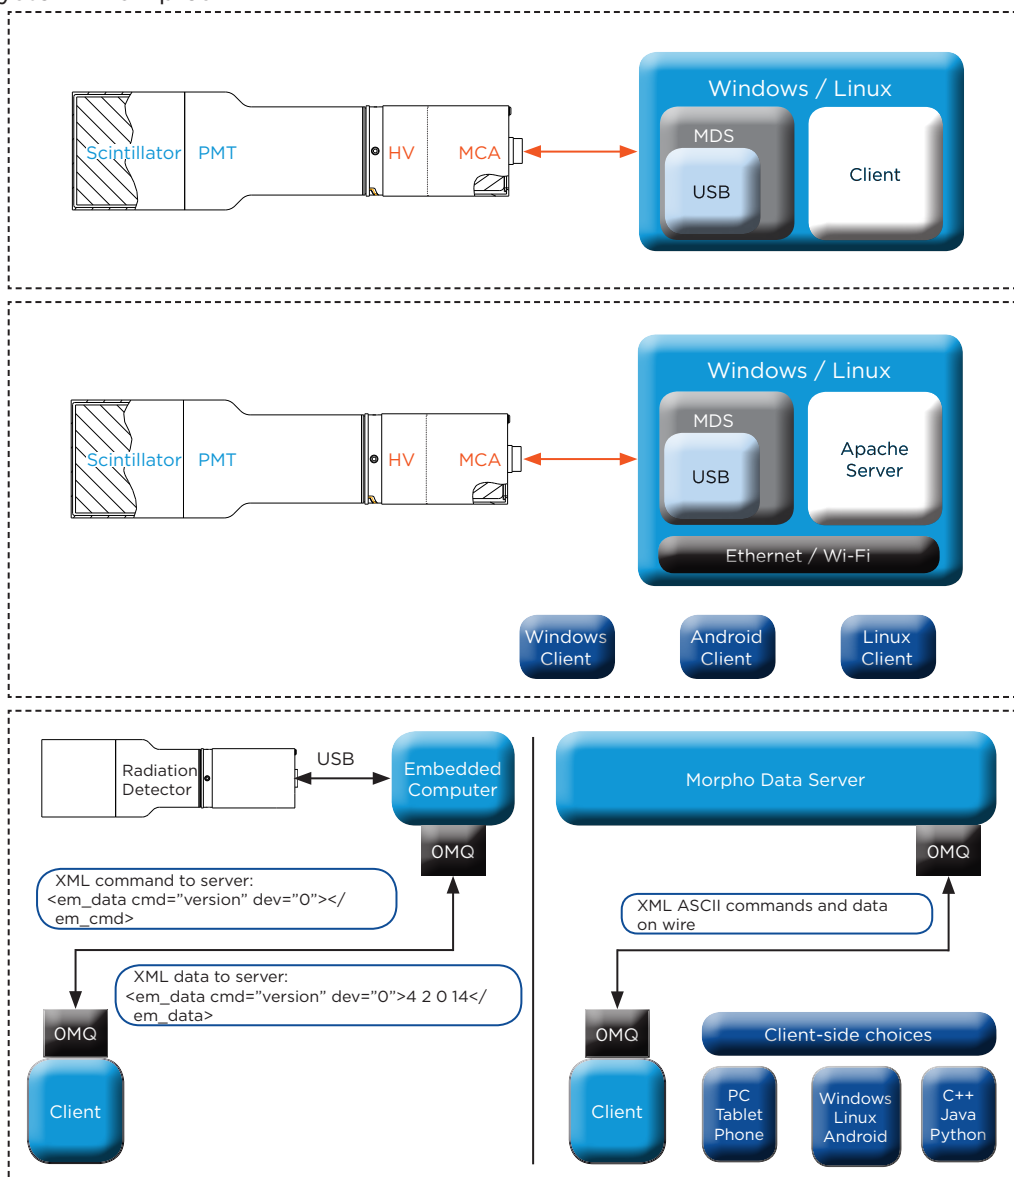 Windows / Linux
MDS
Scintillator PMT HV MCA
USB
Client
Windows / Linux
MDS
Scintillator PMT HV MCA
USB
Apache
Server
Ethernet / Wi-Fi
Windows
Client
Android
Client
Linux
Client
Radiation
Detector
USB
Embedded
Computer
0MQ
XML command to server:
<em_data cmd=”version” dev=”0”></
em_cmd>
XML data to server:
<em_data cmd=”version” dev=”0”>4 2 0 14</
em_data>
0MQ
Client
Morpho Data Server
0MQ
XML ASCII commands and data
on wire
0MQ
Client
Client-side choices
PC
Tablet
Phone
Windows
Linux
Android
C++
Java
Python